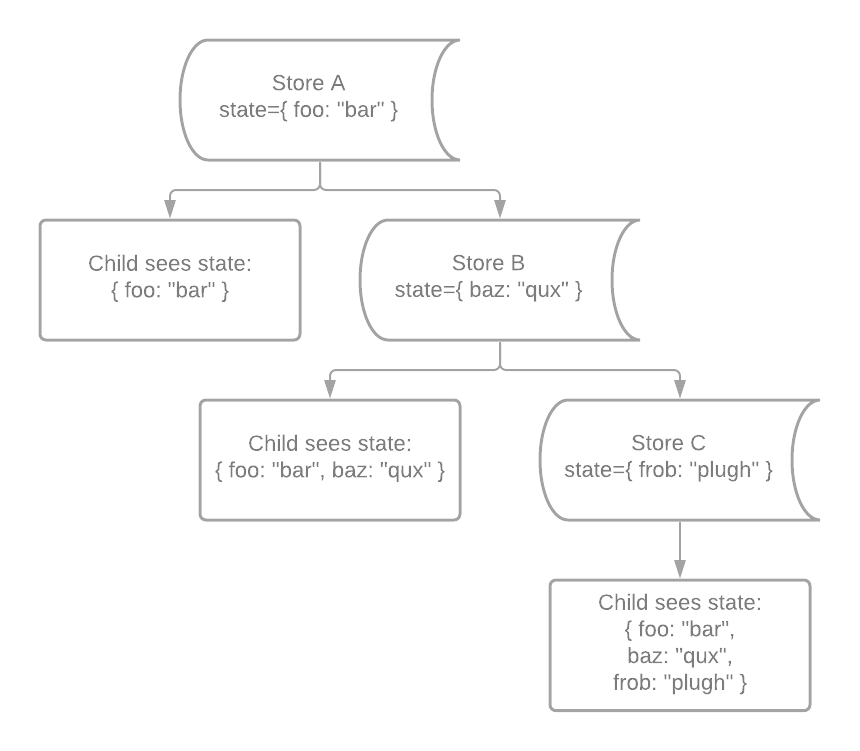 Store A
state={ foo: "bar" }
Child sees state:
{ foo: "bar" }
Store B
state={ baz: "qux" }
Child sees state:
{ foo: "bar", baz: "qux" }
Store C
state={ frob: "plugh" }
Child sees state:
{ foo: "bar",
baz: "qux",
frob: "plugh" }